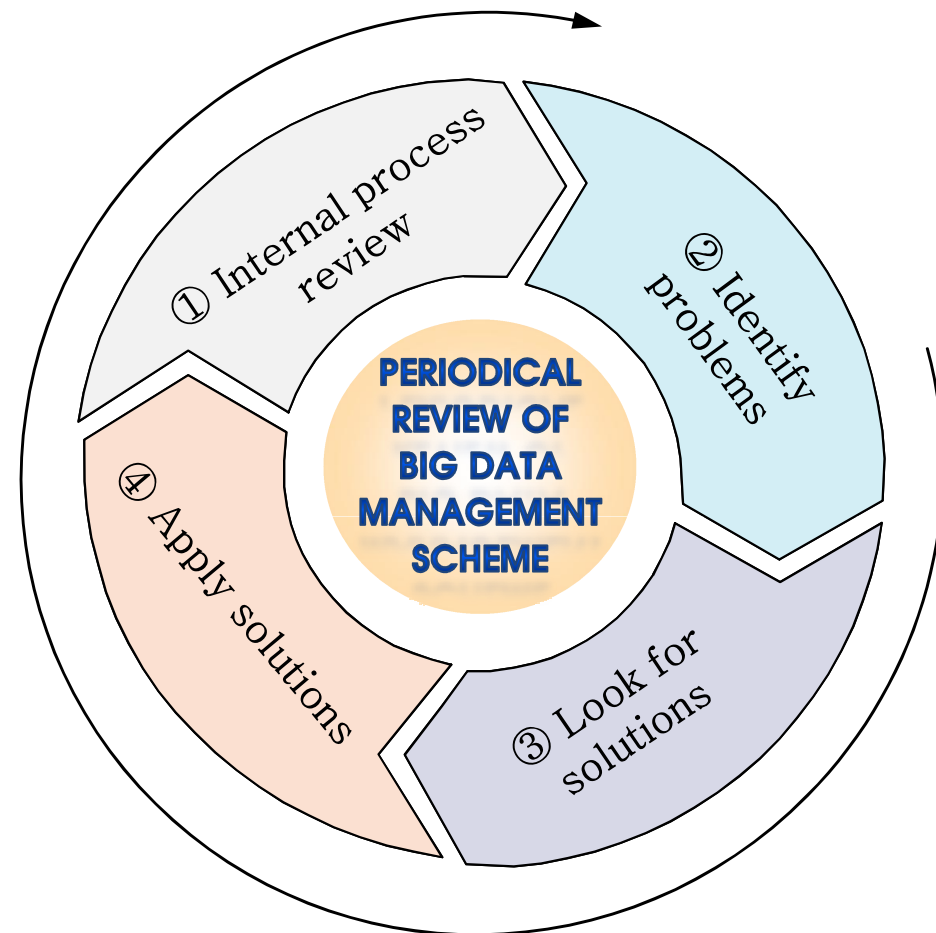 ① Internal process
review
② Identify
problems
③ Look for
solutions
④ Apply solutions
PERIODICAL
REVIEW OF
BIG DATA
MANAGEMENT
SCHEME